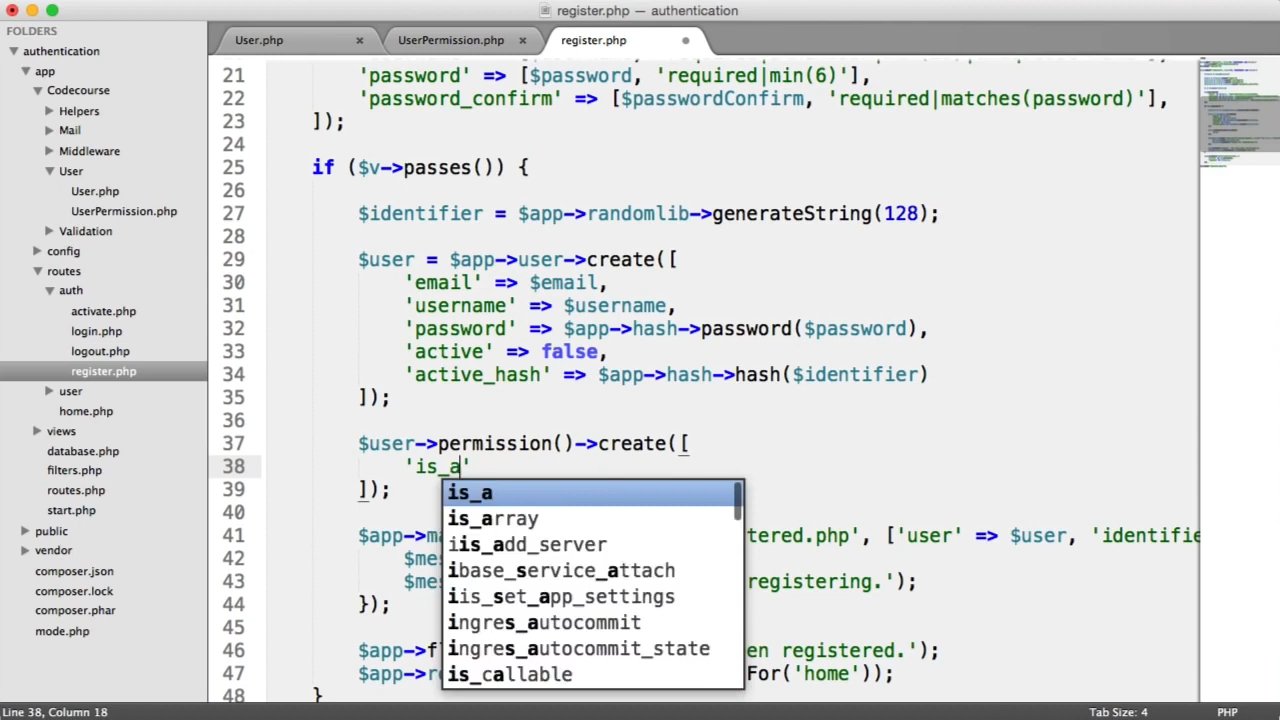 register.php — authentication
FOLDERS
authentication
app
Codecourse
Helpers
Mail
Middleware
User
User.php
UserPermission.php
Validation
config
routes
auth
activate.php
login.php
logout.php
register.php
user
home.php
views
database.php
filters.php
routes.php
start.php
public
vendor
composer.json
composer.lock
composer.phar
mode.php
User.php
UserPermission.php
register.php
21 'password' => [$password, 'required|min(6)'],
22 'password_confirm' => [$passwordConfirm, 'required|matches(password)'],
23 ]);
24
25 if ($v->passes()) {
26
27 $identifier = $app->randomlib->generateString(128);
28
29 $user = $app->user->create([
30 'email' => $email,
31 'username' => $username,
32 'password' => $app->hash->password($password),
33 'active' => false,
34 'active_hash' => $app->hash->hash($identifier)
35 ]);
36
37 $user->permission()->create([
38 'is_a'
39 ]);
40
41 $app->ma tered.php', ['user' => $user, 'identifie
42 $mes
43 $mes registering.');
44 });
45
46 $app->f en registered.');
47 $app->re For('home'));
48 }
is_a
is_array
iis_add_server
ibase_service_attach
iis_set_app_settings
ingres_autocommit
ingres_autocommit_state
is_callable
Line 38, Column 18
Tab Size: 4
PHP